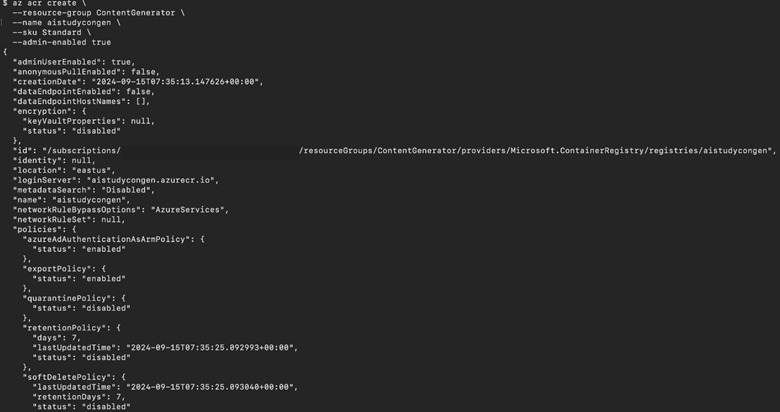 $ az acr create \
--resource-group ContentGenerator \
--name aistudycongen \
--sku Standard \
--admin-enabled true
{
"adminUserEnabled": true,
"anonymousPullEnabled": false,
"creationDate": "2024-09-15T07:35:13.147626+00:00",
"dataEndpointEnabled": false,
"dataEndpointHostNames": [],
"encryption": {
"keyVaultProperties": null,
"status": "disabled"
},
"id": "/subscriptions/ /resourceGroups/ContentGenerator/providers/Microsoft.ContainerRegistry/registries/aistudycongen",
"identity": null,
"location": "eastus",
"loginServer": "aistudycongen.azurecr.io",
"metadataSearch": "Disabled",
"name": "aistudycongen",
"networkRuleBypassOptions": "AzureServices",
"networkRuleSet": null,
"policies": {
"azureAdAuthenticationAsArmPolicy": {
"status": "enabled"
},
"exportPolicy": {
"status": "enabled"
},
"quarantinePolicy": {
"status": "disabled"
},
"retentionPolicy": {
"days": 7,
"lastUpdatedTime": "2024-09-15T07:35:25.092993+00:00",
"status": "disabled"
},
"softDeletePolicy": {
"lastUpdatedTime": "2024-09-15T07:35:25.093040+00:00",
"retentionDays": 7,
"status": "disabled"